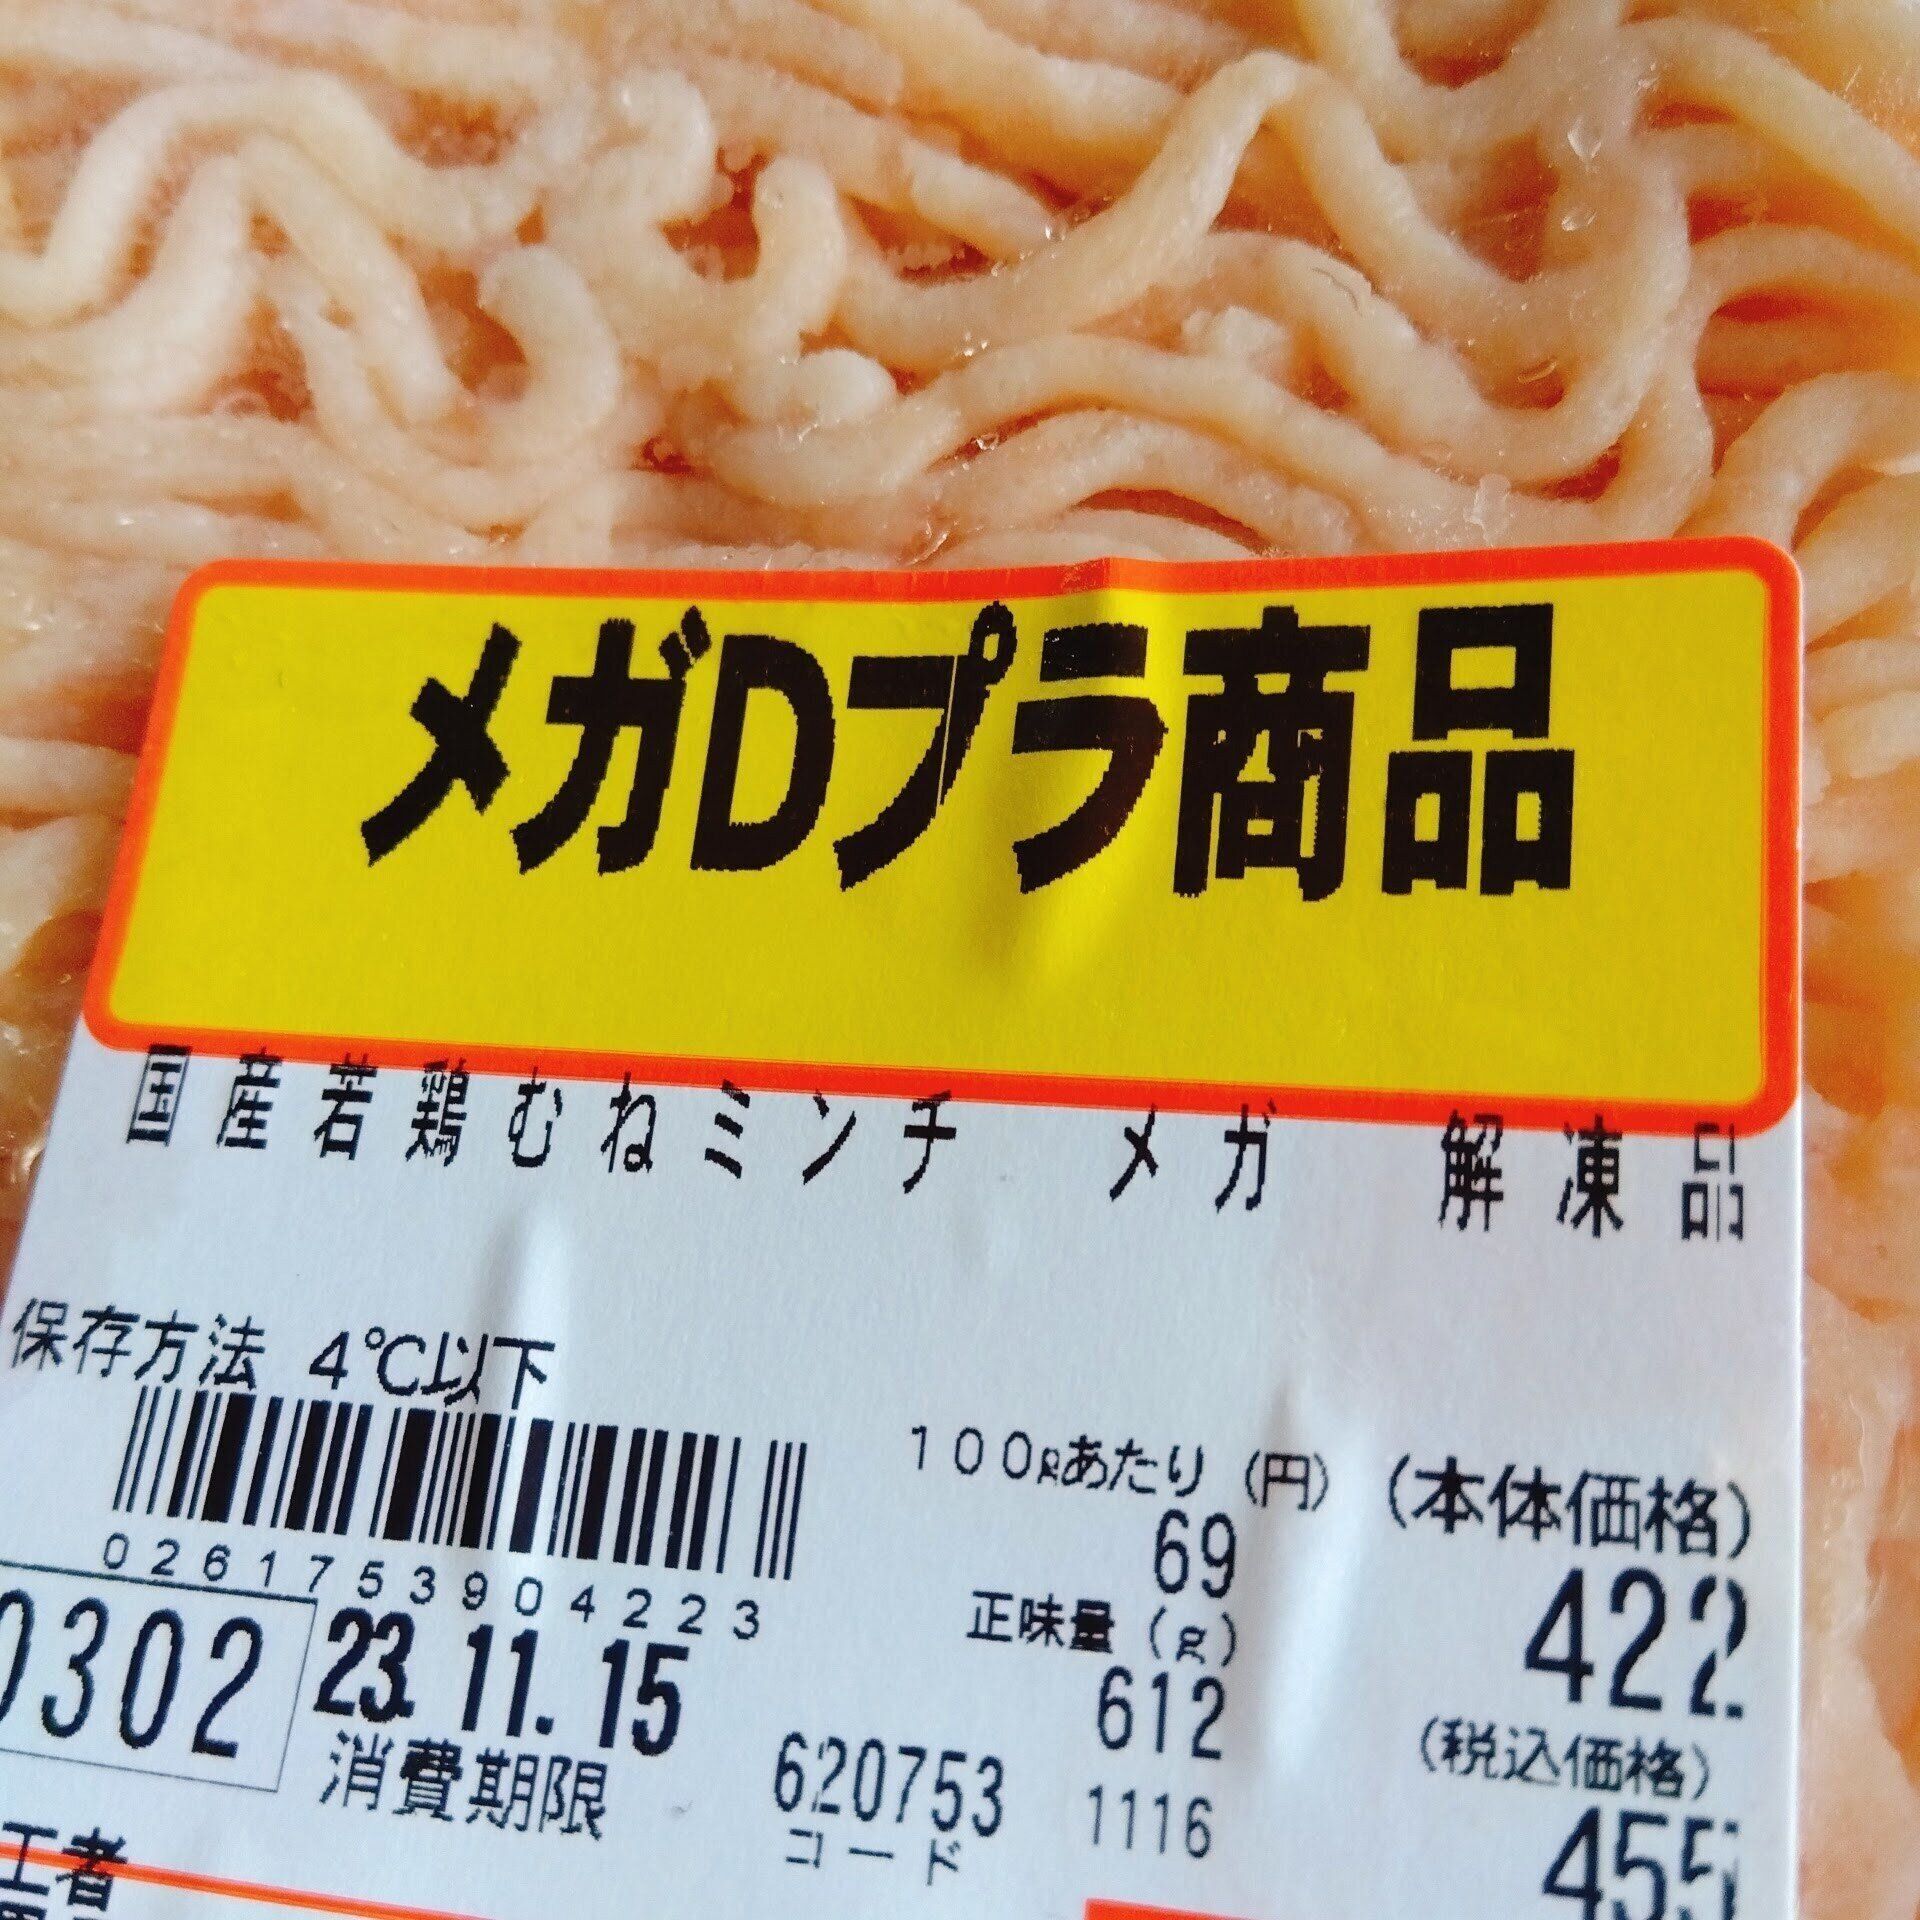 メガDプラ商品
国産若鶏むねミンチ メガ 解凍品
保存方法 4℃以下
0261753904223
100gあたり (円) (本体価格)
69 422
正味量 (g)
612
(税込価格)
455
0302 23.11.15
消費期限
620753 1116
コード
工者